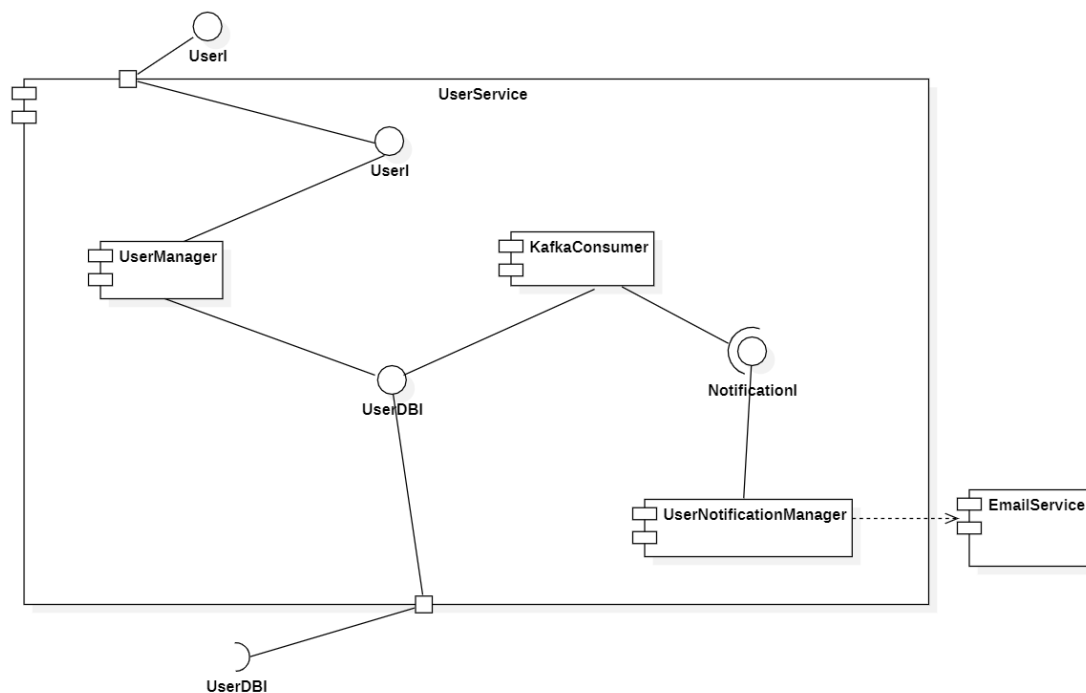 UserI
UserService
UserI
UserManager
KafkaConsumer
NotificationI
UserDBI
UserNotificationManager
EmailService
UserDBI